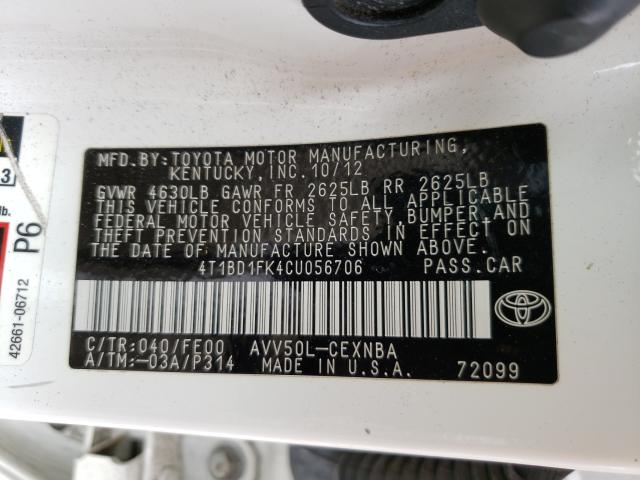 MFD.BY:TOYOTA MOTOR MANUFACTURING,
KENTUCKY,INC.10/12
GVWR 4630LB GAWR FR 2625LB RR 2625LB
THIS VEHICLE CONFORMS TO ALL APPLICABLE
FEDERAL MOTOR VEHICLE SAFETY,BUMPER,AND
THEFT PREVENTION STANDARDS IN EFFECT ON
THE DATE OF MANUFACTURE SHOWN ABOVE.
4T1BD1FK4CU056706 PASS.CAR
TOYOTA
C/TR:040/FE00 AVV50L-CEXNBA
A/TM:-03A/P314 MADE IN U.S.A. 72099
3
lb.
P6
42661-06712